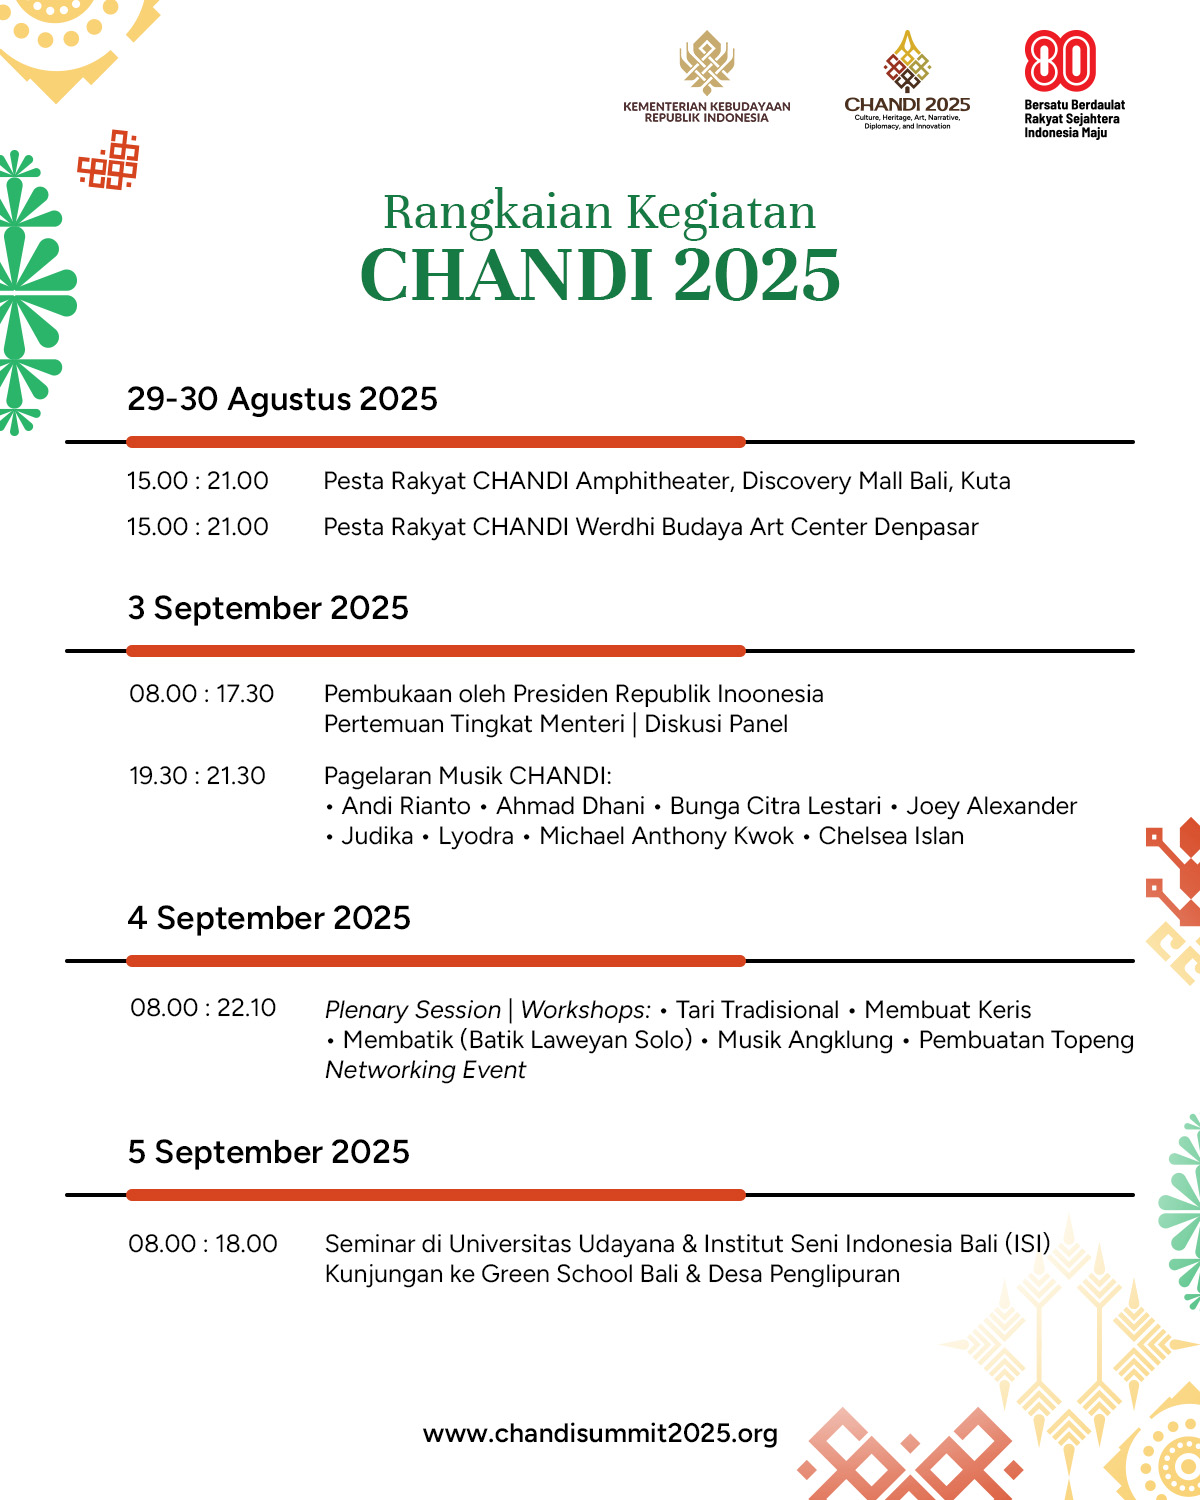 KEMENTERIAN KEBUDAYAAN
REPUBLIK INDONESIA
CHANDI 2025
Culture, Heritage, Art, Narrative,
Diplomacy, and Innovation
80
Bersatu Berdaulat
Rakyat Sejahtera
Indonesia Maju
Rangkaian Kegiatan
CHANDI 2025
29-30 Agustus 2025
15.00 : 21.00 Pesta Rakyat CHANDI Amphitheater, Discovery Mall Bali, Kuta
15.00 : 21.00 Pesta Rakyat CHANDI Werdhi Budaya Art Center Denpasar
3 September 2025
08.00 : 17.30 Pembukaan oleh Presiden Republik Inoonesia
Pertemuan Tingkat Menteri | Diskusi Panel
19.30 : 21.30 Pagelaran Musik CHANDI:
• Andi Rianto • Ahmad Dhani • Bunga Citra Lestari • Joey Alexander
• Judika • Lyodra • Michael Anthony Kwok • Chelsea Islan
4 September 2025
08.00 : 22.10 Plenary Session | Workshops: • Tari Tradisional • Membuat Keris
• Membatik (Batik Laweyan Solo) • Musik Angklung • Pembuatan Topeng
Networking Event
5 September 2025
08.00 : 18.00 Seminar di Universitas Udayana & Institut Seni Indonesia Bali (ISI)
Kunjungan ke Green School Bali & Desa Penglipuran
www.chandisummit2025.org